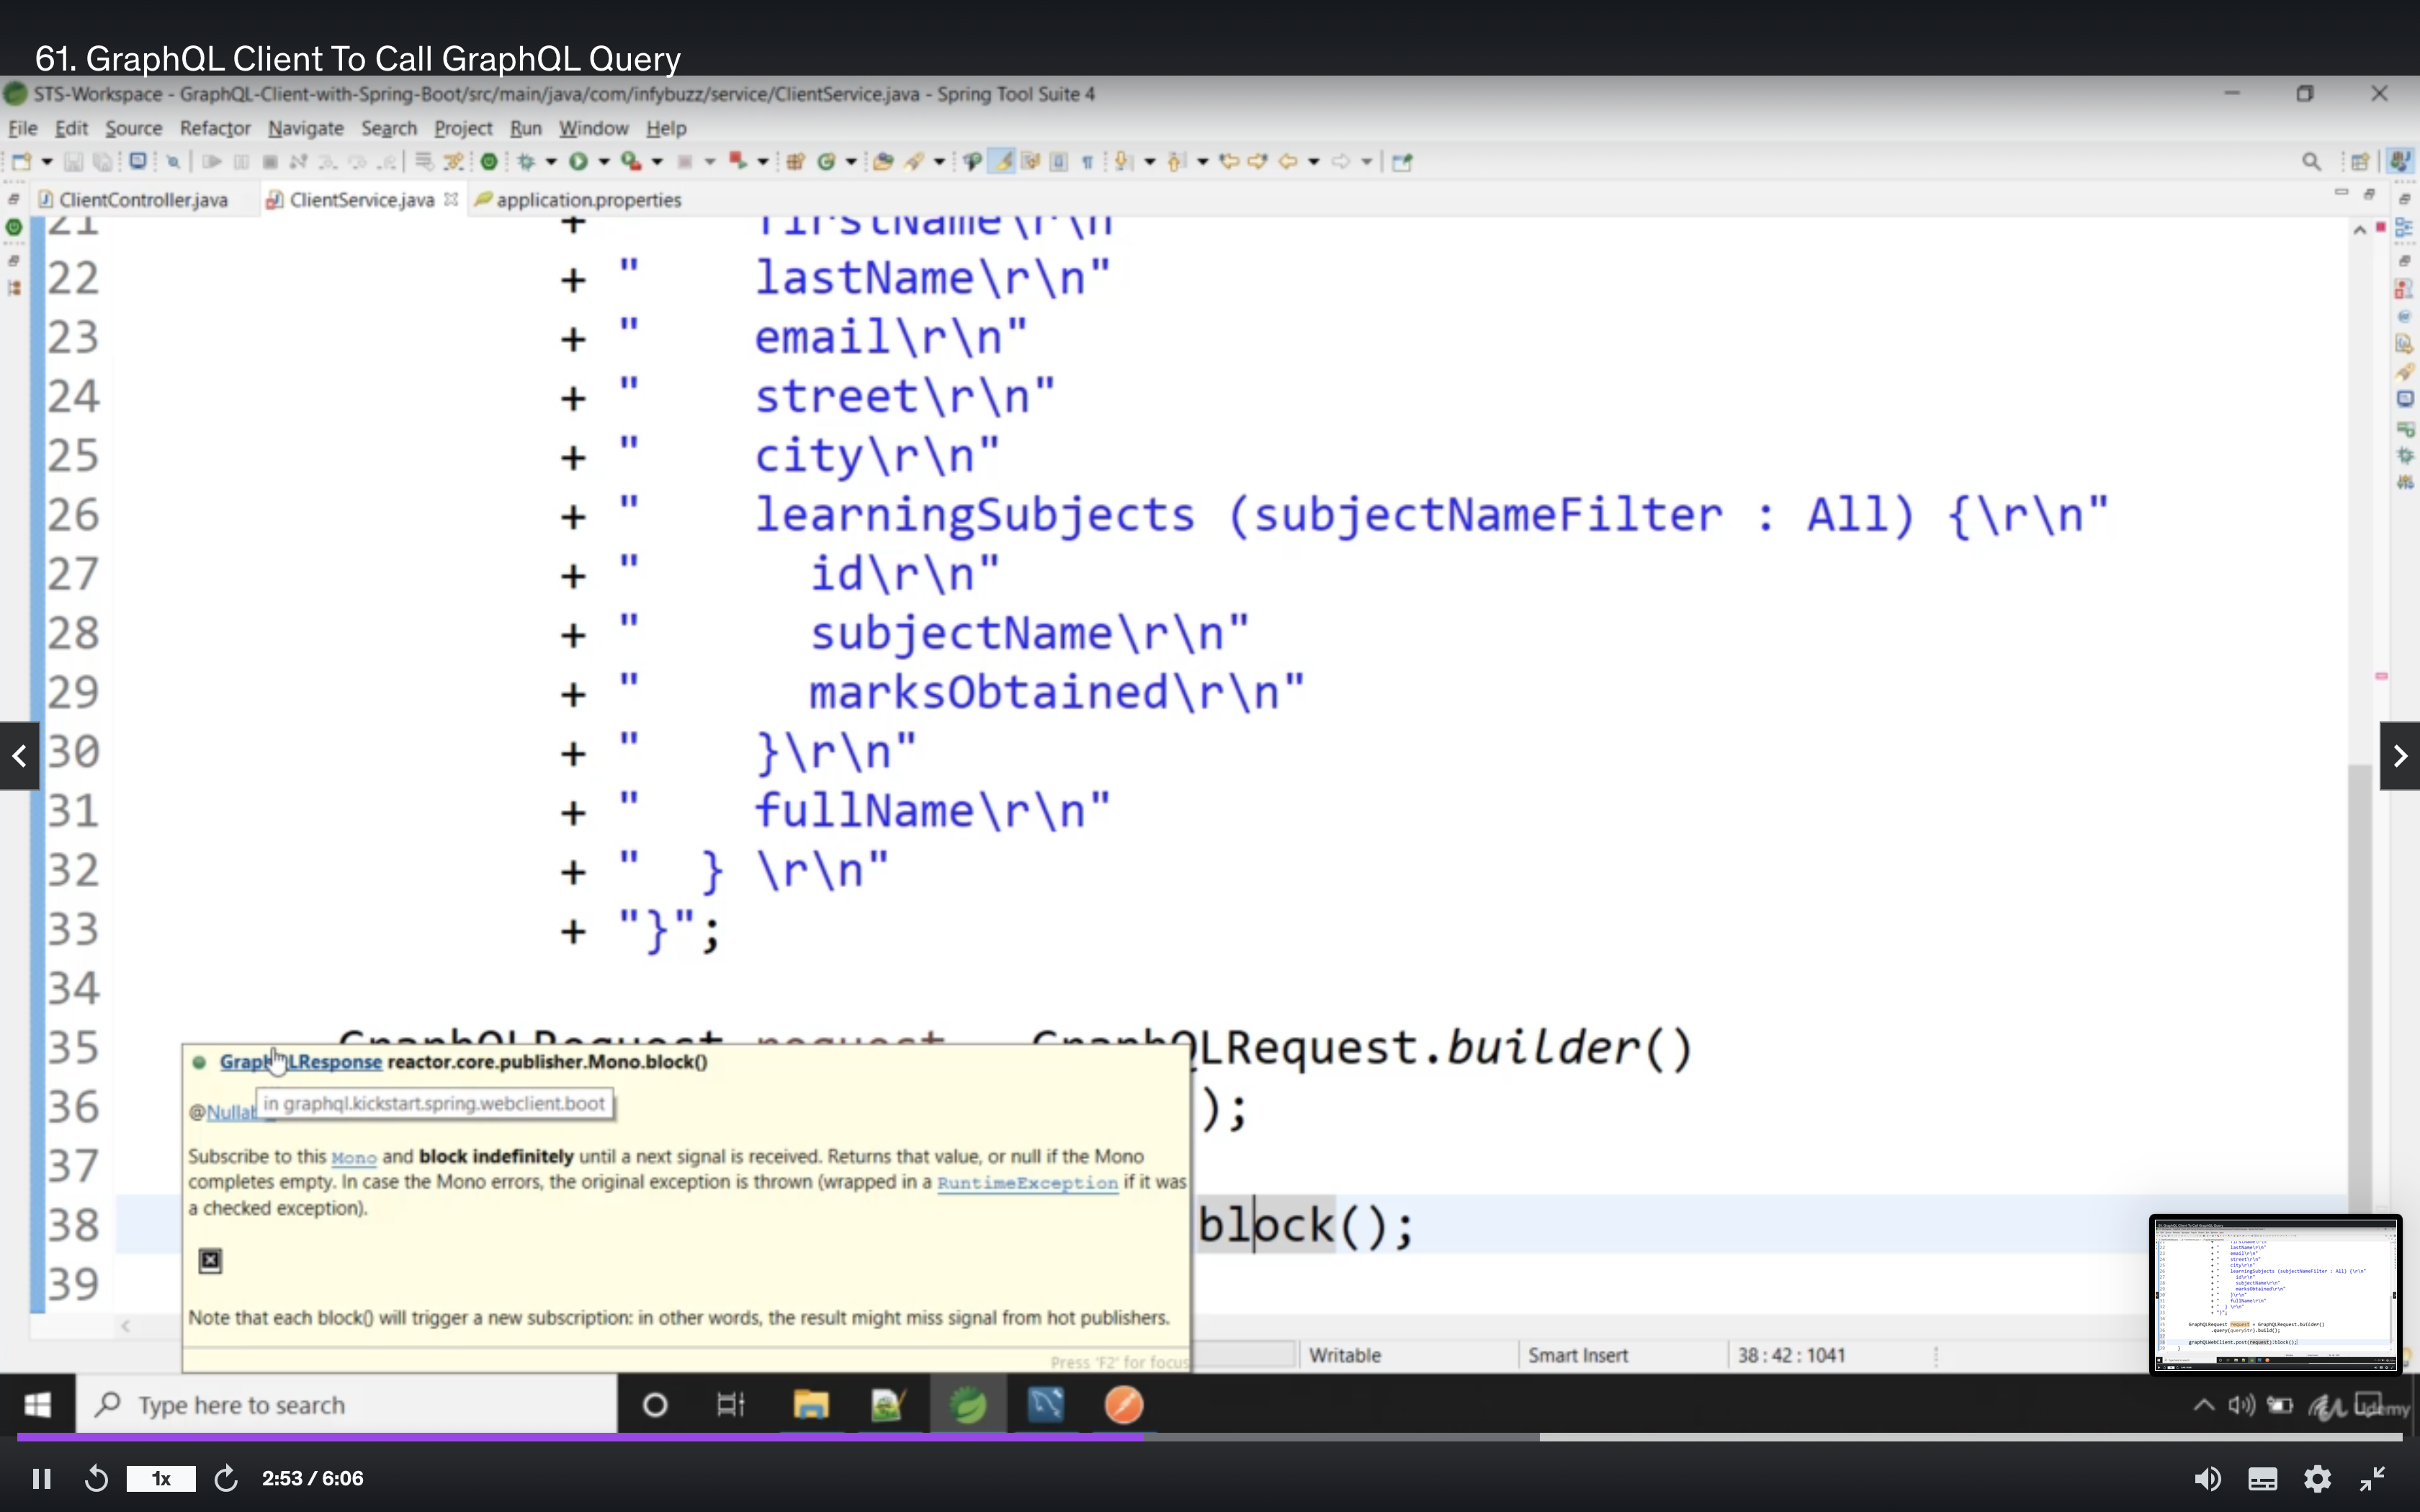 61. GraphQL Client To Call GraphQL Query
STS-Workspace - GraphQL-Client-with-Spring-Boot/src/main/java/com/infybuzz/service/ClientService.java - Spring Tool Suite 4
File Edit Source Refactor Navigate Search Project Run Window Help
ClientController.java ClientService.java application.properties
21 + firstName\r\n
22 + " lastName\r\n"
23 + " email\r\n"
24 + " street\r\n"
25 + " city\r\n"
26 + " learningSubjects (subjectNameFilter : All) {\r\n"
27 + " id\r\n"
28 + " subjectName\r\n"
29 + " marksObtained\r\n"
30 + " }\r\n"
31 + " fullName\r\n"
32 + " } \r\n"
33 + "}";
34
35 GraphQLRequest request GraphQLRequest.builder()
GraphQLResponse reactor.core.publisher.Mono.block()
36 );
@Nullab
in graphql.kickstart.spring.webclient.boot
37
Subscribe to this Mono and block indefinitely until a next signal is received. Returns that value, or null if the Mono
completes empty. In case the Mono errors, the original exception is thrown (wrapped in a RuntimeException if it was
a checked exception).
38 block();
39
Note that each block() will trigger a new subscription: in other words, the result might miss signal from hot publishers.
Press 'F2' for focus
Writable Smart Insert 38 : 42 : 1041
Type here to search
Udemy
1x 2:53 / 6:06